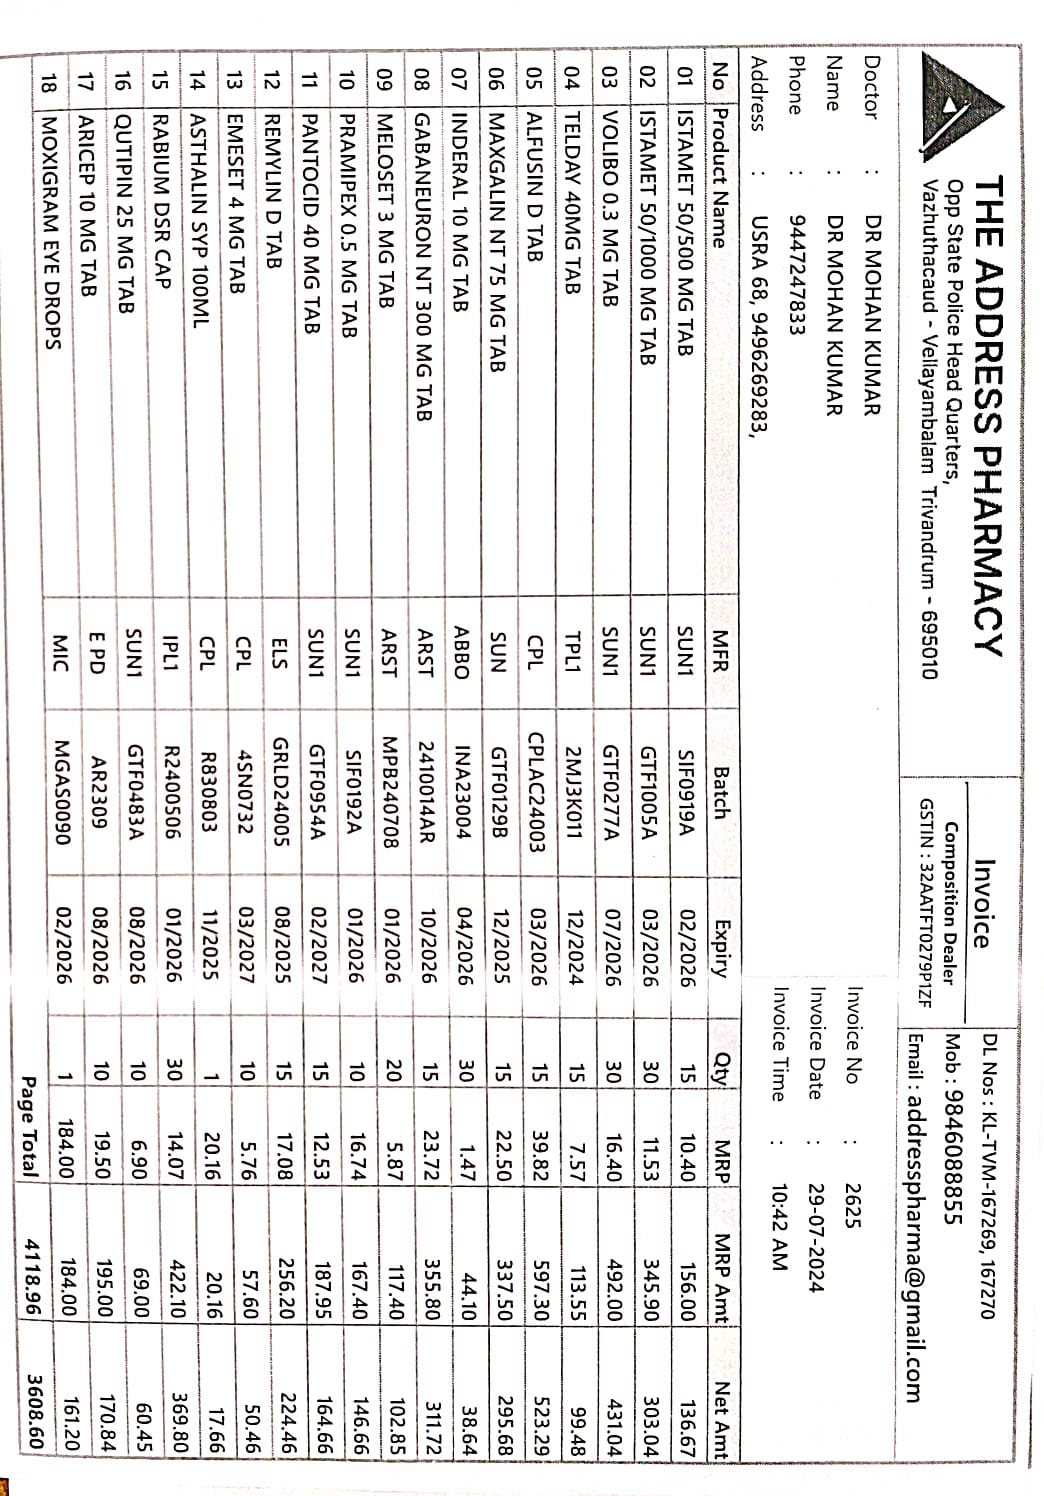 THE ADDRESS PHARMACY
Opp State Police Head Quarters,
Vazhuthacaud - Vellayambalam Trivandrum - 695010
Invoice
Composition Dealer
GSTIN : 32AATFT0279P1ZF
DL Nos : KL-TVM-167269, 167270
Mob : 9846088855
Email : addresspharma@gmail.com
Doctor : DR MOHAN KUMAR
Name : DR MOHAN KUMAR
Phone : 9447247833
Address : USRA 68, 9496269283,
Invoice No : 2625
Invoice Date : 29-07-2024
Invoice Time : 10:42 AM
No Product Name MFR Batch Expiry Qty MRP MRP Amt Net Amt
01 ISTAMET 50/500 MG TAB SUN1 SIF0919A 02/2026 15 10.40 156.00 136.67
02 ISTAMET 50/1000 MG TAB SUN1 GTF1005A 03/2026 30 11.53 345.90 303.04
03 VOLIBO 0.3 MG TAB SUN1 GTF0277A 07/2026 30 16.40 492.00 431.04
04 TELDAY 40MG TAB TPL1 2MJ3K011 12/2024 15 7.57 113.55 99.48
05 ALFUSIN D TAB CPL CPLAC24003 03/2026 15 39.82 597.30 523.29
06 MAXGALIN NT 75 MG TAB SUN GTF0129B 12/2025 15 22.50 337.50 295.68
07 INDERAL 10 MG TAB ABBO INA23004 04/2026 30 1.47 44.10 38.64
08 GABANEURON NT 300 MG TAB ARST 2410014AR 10/2026 15 23.72 355.80 311.72
09 MELOSET 3 MG TAB ARST MPB240708 01/2026 20 5.87 117.40 102.85
10 PRAMIPEX 0.5 MG TAB SUN1 SIF0192A 01/2026 10 16.74 167.40 146.66
11 PANTOCID 40 MG TAB SUN1 GTF0954A 02/2027 15 12.53 187.95 164.66
12 REMYLIN D TAB ELS GRLD24005 08/2025 15 17.08 256.20 224.46
13 EMESET 4 MG TAB CPL 4SN0732 03/2027 10 5.76 57.60 50.46
14 ASTHALIN SYP 100ML CPL R830803 11/2025 1 20.16 20.16 17.66
15 RABIUM DSR CAP IPL1 R2400506 01/2026 30 14.07 422.10 369.80
16 QUTIPIN 25 MG TAB SUN1 GTF0483A 08/2026 10 6.90 69.00 60.45
17 ARICEP 10 MG TAB E PD AR2309 08/2026 10 19.50 195.00 170.84
18 MOXIGRAM EYE DROPS MIC MGAS0090 02/2026 1 184.00 184.00 161.20
Page Total 4118.96 3608.60